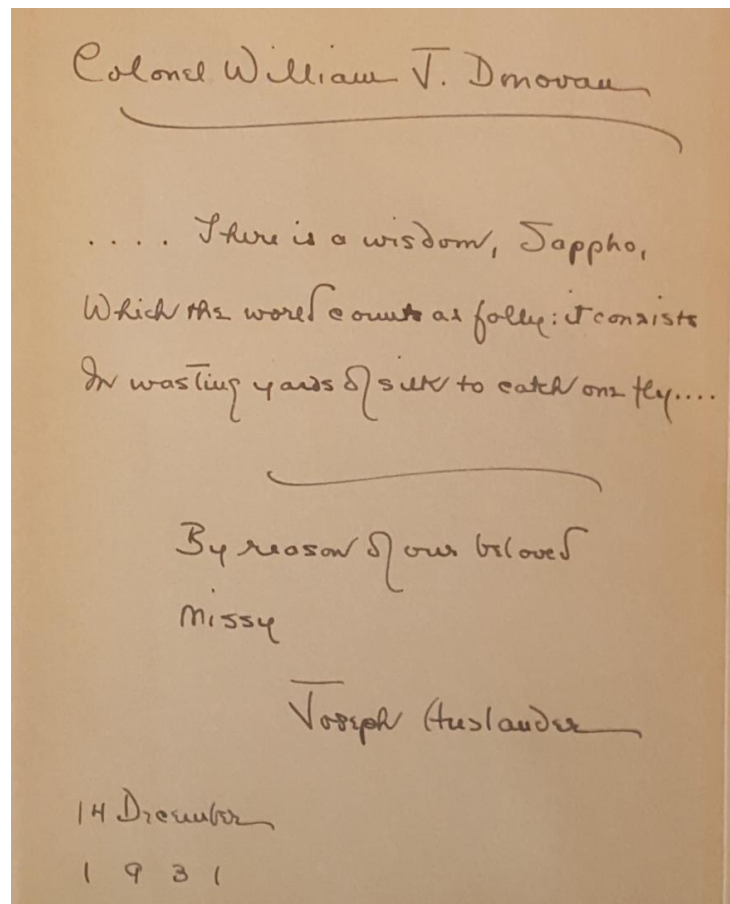 Colonel William J. Donovan
.... There is a wisdom, Sappho,
Which the world counts as folly: it consists
In wasting yards of silk to catch one fly....
By reason of our beloved
Missy
Joseph Auslander
14 December
1931